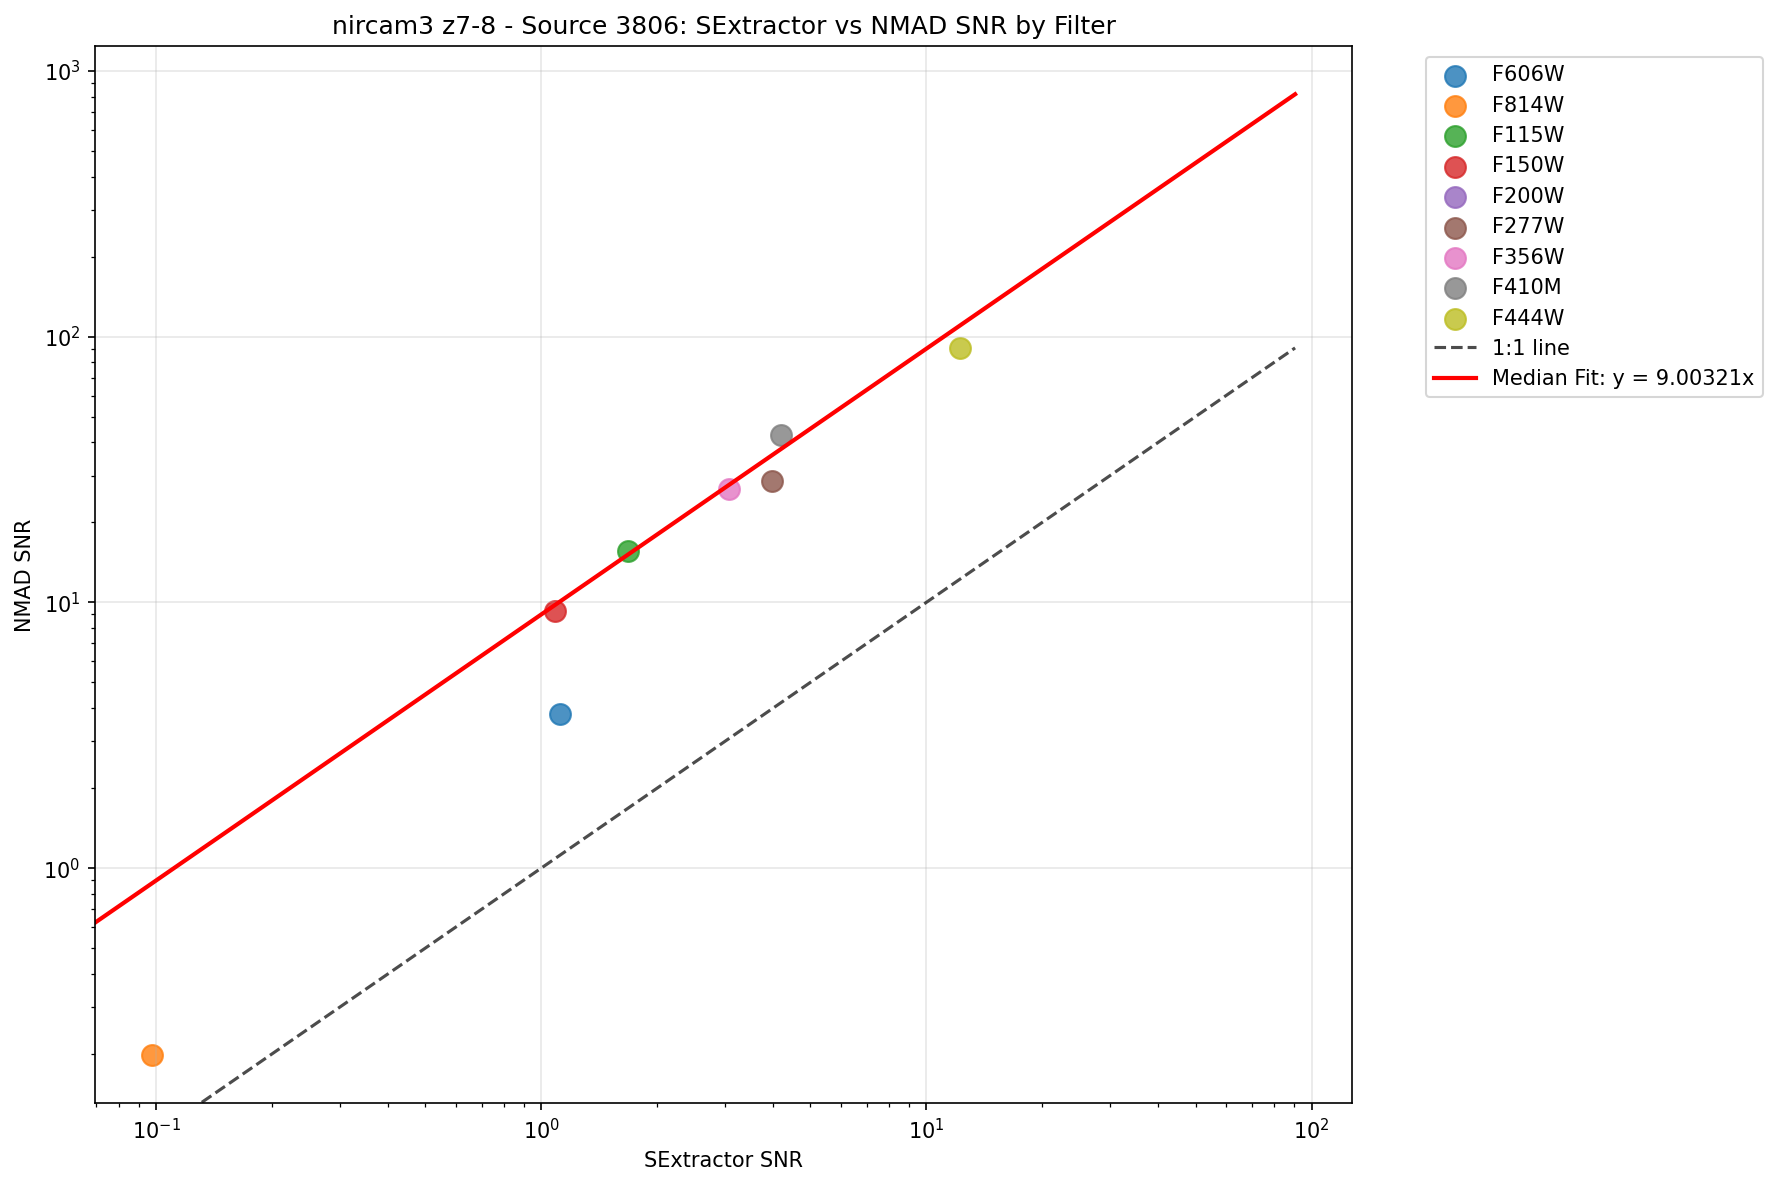 nircam3 z7-8 - Source 3806: SExtractor vs NMAD SNR by Filter
NMAD SNR
10³
10²
10¹
10⁰
10⁻¹ 10⁰ 10¹ 10²
SExtractor SNR
F606W
F814W
F115W
F150W
F200W
F277W
F356W
F410M
F444W
1:1 line
Median Fit: y = 9.00321x